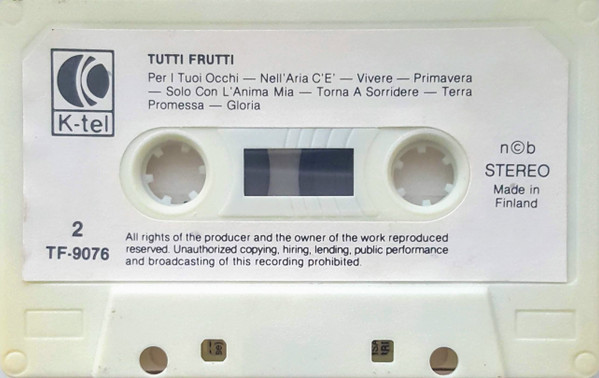 TUTTI FRUTTI
Per I Tuoi Occhi — Nell'Aria C'E' — Vivere — Primavera
— Solo Con L'Anima Mia — Torna A Sorridere — Terra
Promessa — Gloria
K-tel
n©b
STEREO
Made in
Finland
2
TF-9076
All rights of the producer and the owner of the work reproduced
reserved. Unauthorized copying, hiring, lending, public performance
and broadcasting of this recording prohibited.